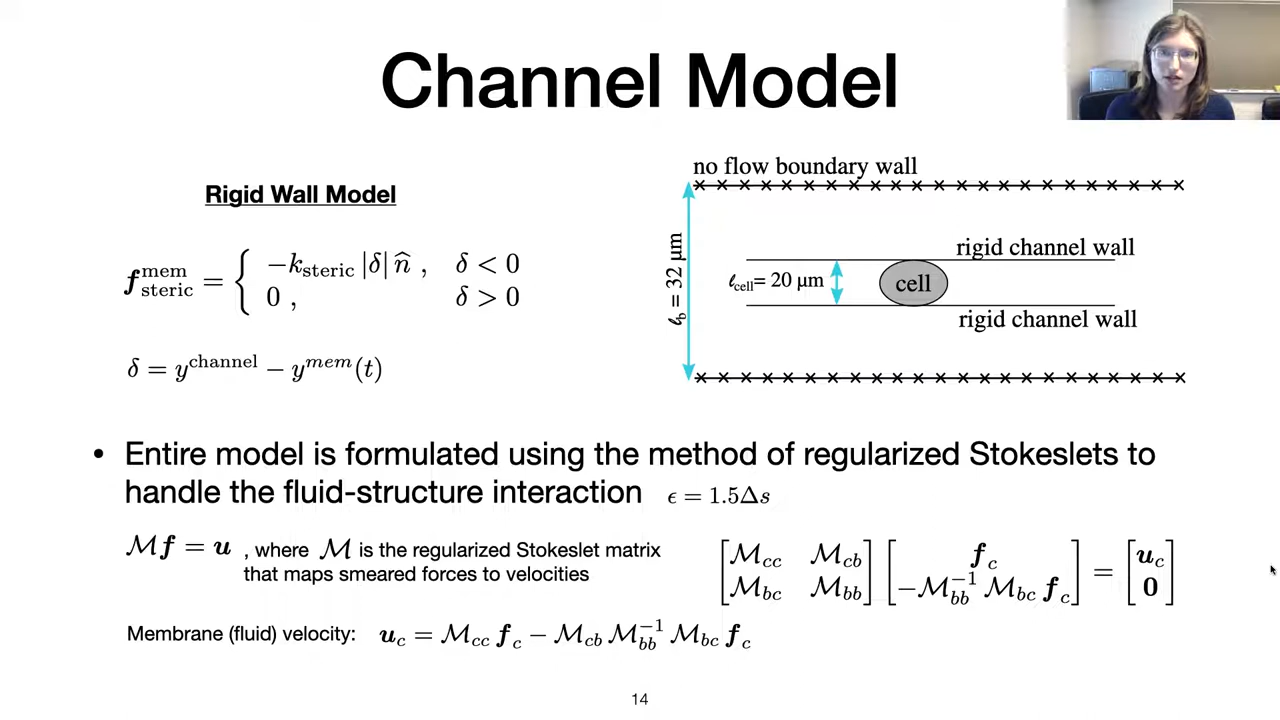 Channel Model
Rigid Wall Model
f^mem_steric = { −k_steric |δ| n̂ , δ < 0
0 , δ > 0
δ = y^channel − y^mem(t)
no flow boundary wall
ℓ_b = 32 µm
rigid channel wall
ℓ_cell= 20 µm
cell
rigid channel wall
• Entire model is formulated using the method of regularized Stokeslets to
handle the fluid-structure interaction ϵ = 1.5Δs
ℳf = u , where ℳ is the regularized Stokeslet matrix
that maps smeared forces to velocities
[ℳ_cc ℳ_cb] [f_c] = [u_c]
[ℳ_bc ℳ_bb] [−ℳ_bb^−1 ℳ_bc f_c] [0]
Membrane (fluid) velocity: u_c = ℳ_cc f_c − ℳ_cb ℳ_bb^−1 ℳ_bc f_c
14